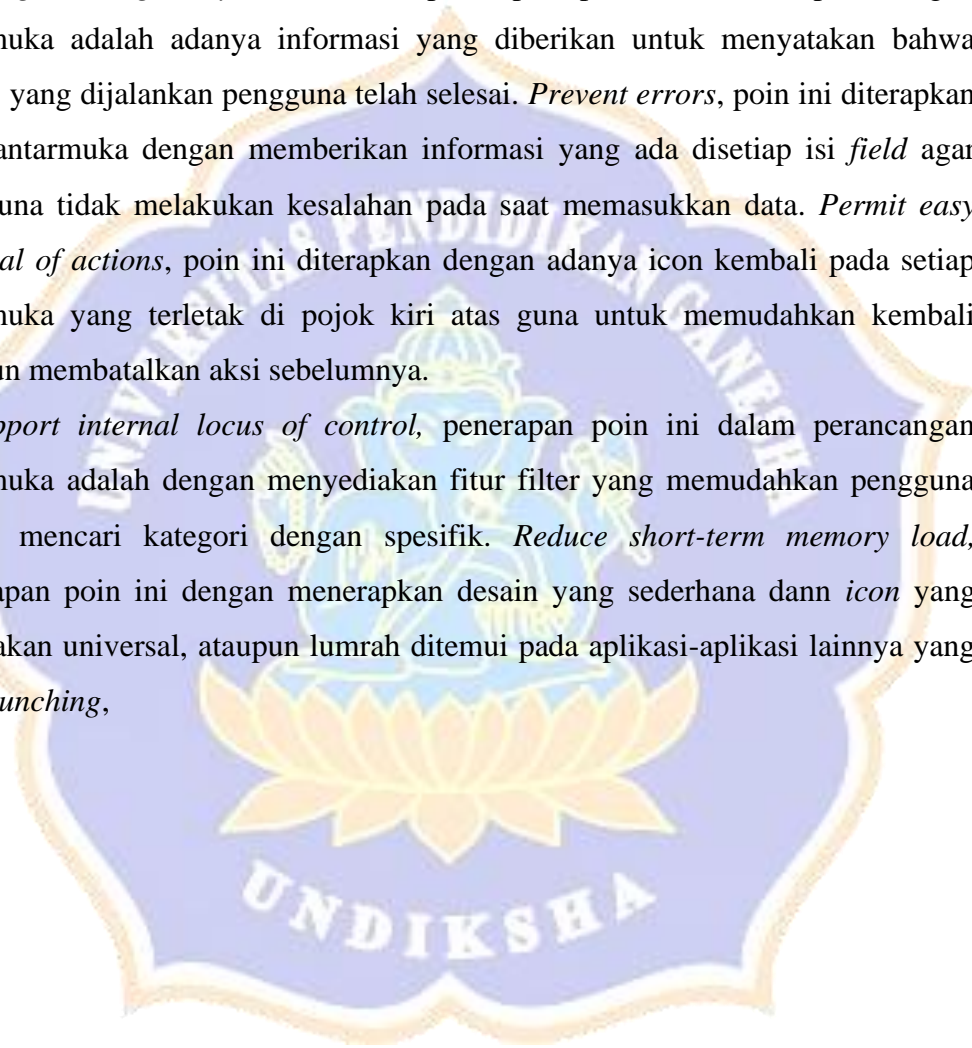 muka adalah adanya informasi yang diberikan untuk menyatakan bahwa
yang dijalankan pengguna telah selesai. Prevent errors, poin ini diterapkan
antarmuka dengan memberikan informasi yang ada disetiap isi field agar
una tidak melakukan kesalahan pada saat memasukkan data. Permit easy
al of actions, poin ini diterapkan dengan adanya icon kembali pada setiap
muka yang terletak di pojok kiri atas guna untuk memudahkan kembali
un membatalkan aksi sebelumnya.
pport internal locus of control, penerapan poin ini dalam perancangan
muka adalah dengan menyediakan fitur filter yang memudahkan pengguna
mencari kategori dengan spesifik. Reduce short-term memory load,
apan poin ini dengan menerapkan desain yang sederhana dann icon yang
akan universal, ataupun lumrah ditemui pada aplikasi-aplikasi lainnya yang
unching,
UNIVERSITAS PENDIDIKAN GANESHA
UNDIKSHA